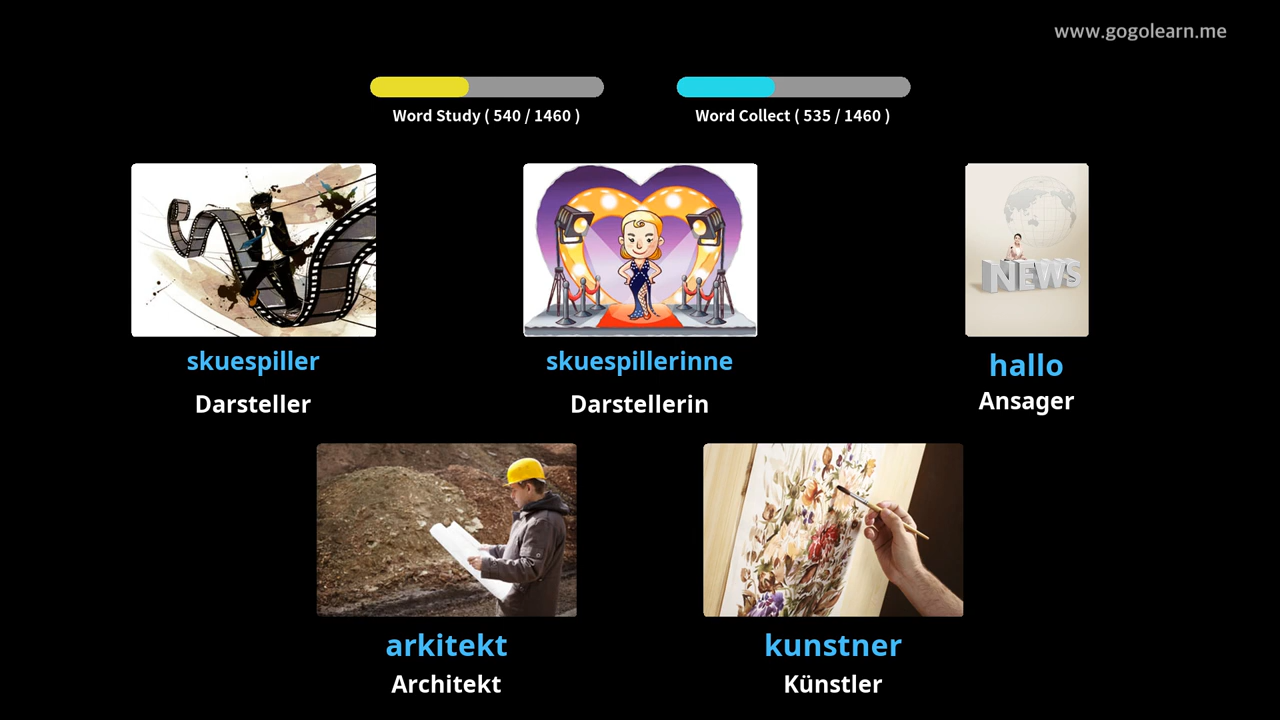 www.gogolearn.me
Word Study ( 540 / 1460 )
Word Collect ( 535 / 1460 )
NEWS
skuespiller
skuespillerinne
hallo
Darsteller
Darstellerin
Ansager
arkitekt
kunstner
Architekt
Künstler